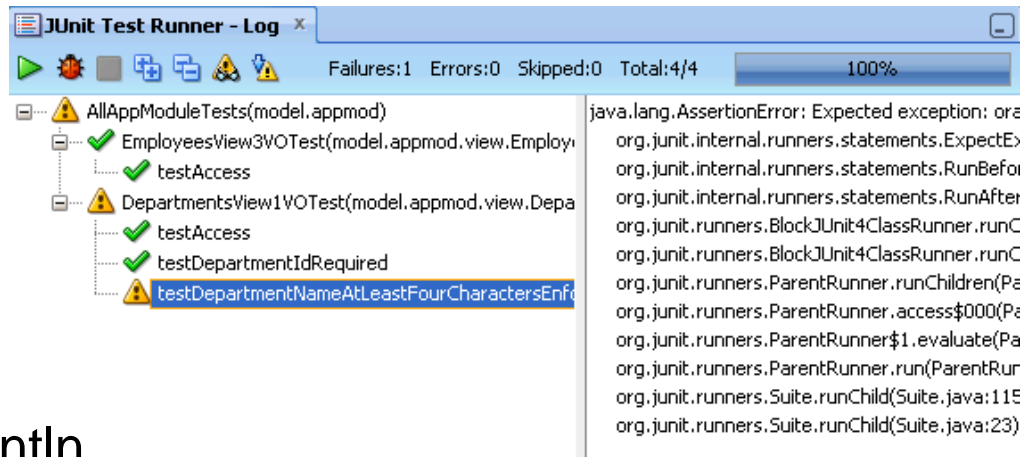 JUnit Test Runner - Log x
Failures:1 Errors:0 Skipped:0 Total:4/4 100%
AllAppModuleTests(model.appmod)
EmployeesView3VOTest(model.appmod.view.Employ
testAccess
DepartmentsView1VOTest(model.appmod.view.Depa
testAccess
testDepartmentIdRequired
testDepartmentNameAtLeastFourCharactersEnfo
java.lang.AssertionError: Expected exception: ora
org.junit.internal.runners.statements.ExpectEx
org.junit.internal.runners.statements.RunBefor
org.junit.internal.runners.statements.RunAfter
org.junit.runners.BlockJUnit4ClassRunner.runC
org.junit.runners.BlockJUnit4ClassRunner.runC
org.junit.runners.ParentRunner.runChildren(Pa
org.junit.runners.ParentRunner.access$000(Pa
org.junit.runners.ParentRunner$1.evaluate(Pa
org.junit.runners.ParentRunner.run(ParentRun
org.junit.runners.Suite.runChild(Suite.java:115
org.junit.runners.Suite.runChild(Suite.java:23)
ntln